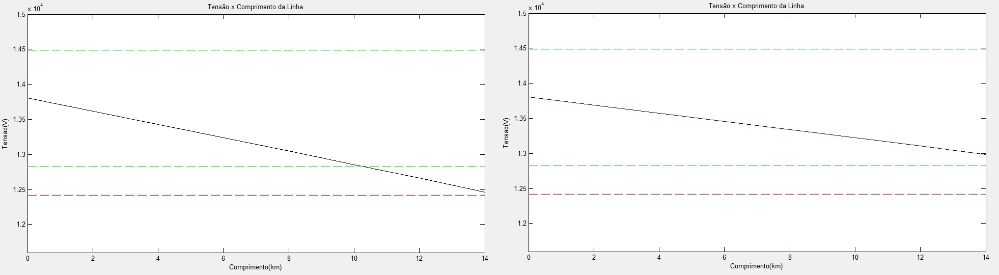 Tensão x Comprimento da Linha
x 10^4
1.5
1.45
1.4
1.35
1.3
1.25
1.2
Tensao(V)
0 2 4 6 8 10 12 14
Comprimento(km)
Tensão x Comprimento da Linha
x 10^4
1.5
1.45
1.4
1.35
1.3
1.25
1.2
Tensao(V)
0 2 4 6 8 10 12 14
Comprimento(km)